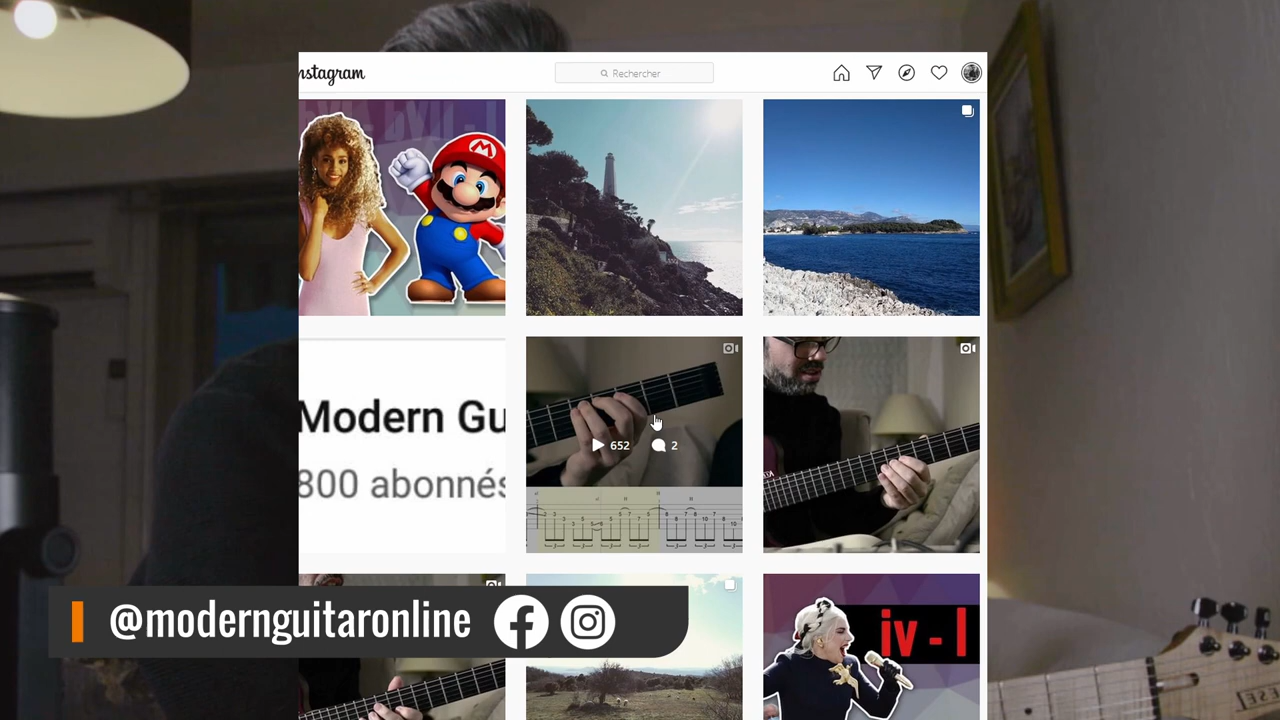 nstagram
Rechercher
M
Modern Gu
800 abonnés
652
2
@modernguitaronline
iv - I